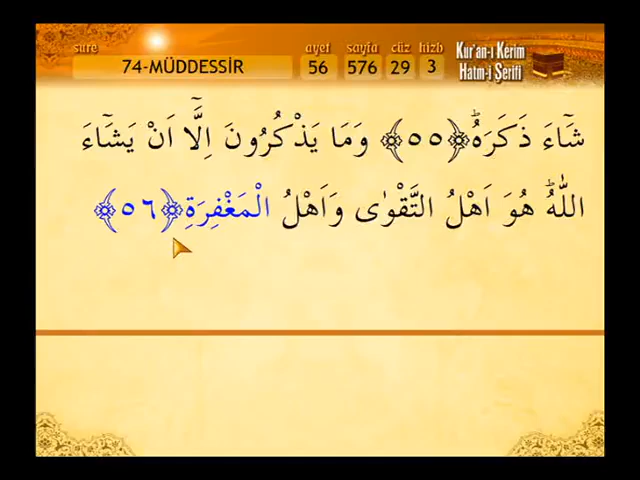 sure ayet sayfa cüz hizb Kur'an-ı Kerim
74-MÜDDESSİR 56 576 29 3 Hatm-i Şerifi
شَٓاءَ ذَكَرَهُۜ ﴿٥٥﴾ وَمَا يَذْكُرُونَ اِلَّٓا اَنْ يَشَٓاءَ
اللّٰهُۜ هُوَ اَهْلُ التَّقْوٰى وَاَهْلُ الْمَغْفِرَةِ ﴿٥٦﴾